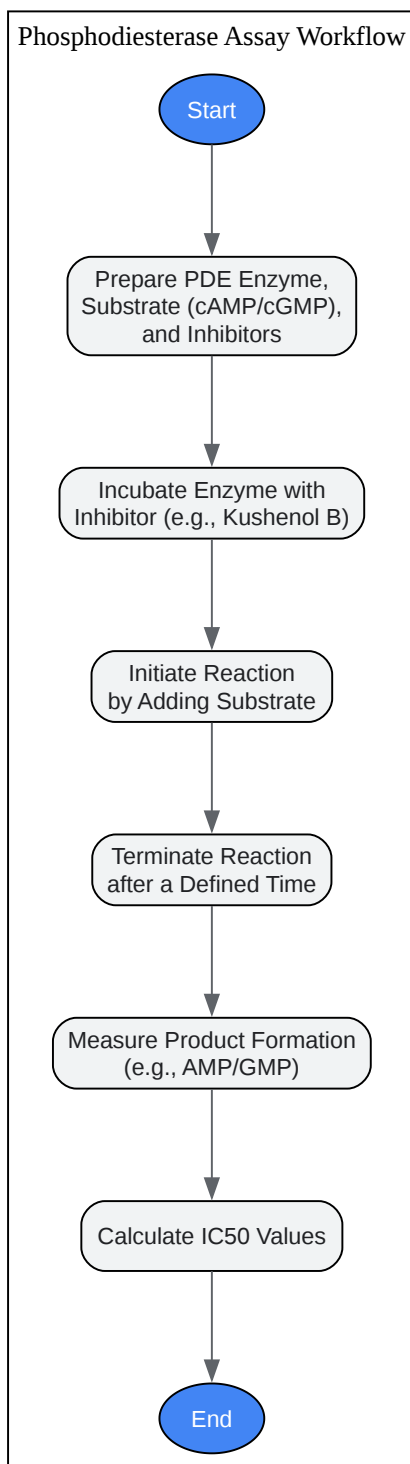 Phosphodiesterase Assay Workflow
Start
Prepare PDE Enzyme,
Substrate (cAMP/cGMP),
and Inhibitors
Incubate Enzyme with
Inhibitor (e.g., Kushenol B)
Initiate Reaction
by Adding Substrate
Terminate Reaction
after a Defined Time
Measure Product Formation
(e.g., AMP/GMP)
Calculate IC50 Values
End